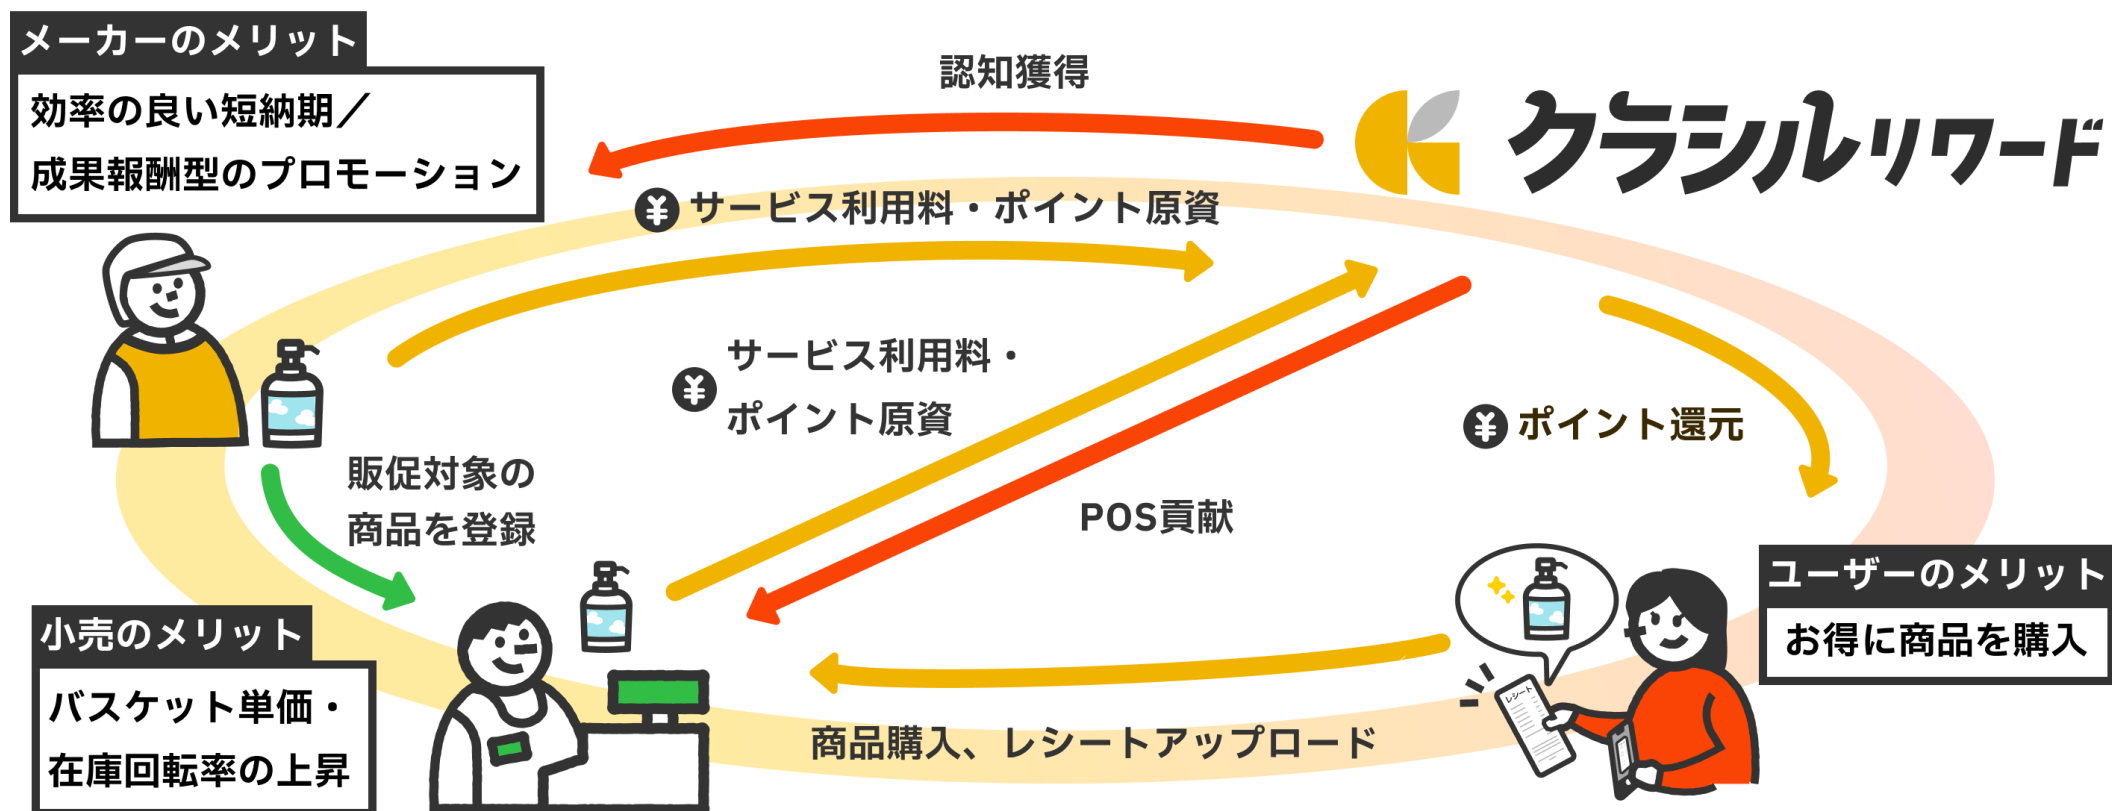 メーカーのメリット
効率の良い短納期／
成果報酬型のプロモーション
認知獲得
クラシルリワード
¥ サービス利用料・ポイント原資
¥ サービス利用料・
ポイント原資
¥ ポイント還元
販促対象の
商品を登録
POS貢献
小売のメリット
バスケット単価・
在庫回転率の上昇
商品購入、レシートアップロード
レシート
ユーザーのメリット
お得に商品を購入